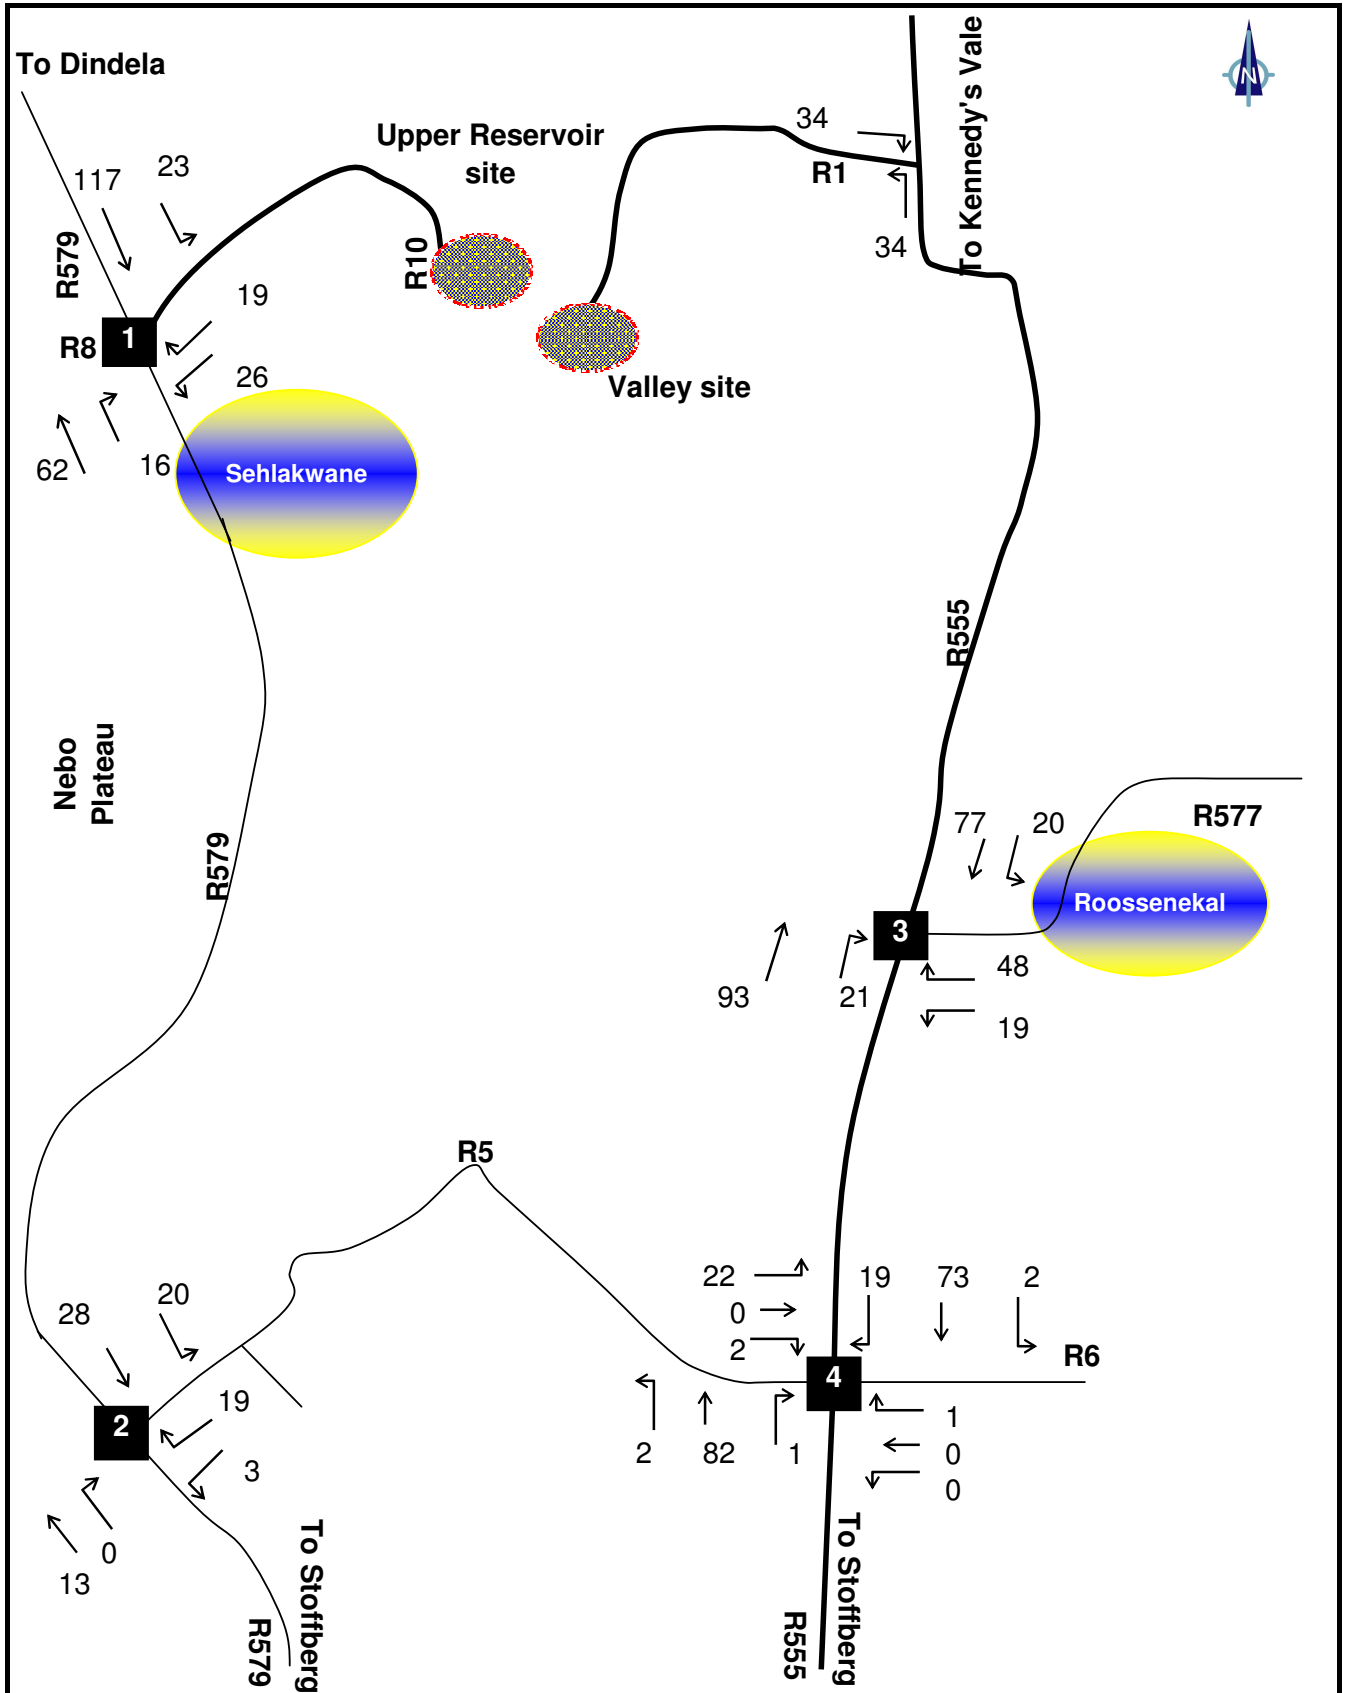 To Dindela
To Kennedy's Vale
N
Upper Reservoir
site
34
R1
34
117
23
R579
R10
19
R8
1
26
Valley site
62
16
Sehlakwane
R555
Nebo
Plateau
R579
77
20
R577
Roossenekal
3
93
21
48
19
R5
28
20
22
0
2
19
73
2
R6
4
2
19
3
2
82
1
1
0
0
0
13
To Stoffberg
R579
To Stoffberg
R555